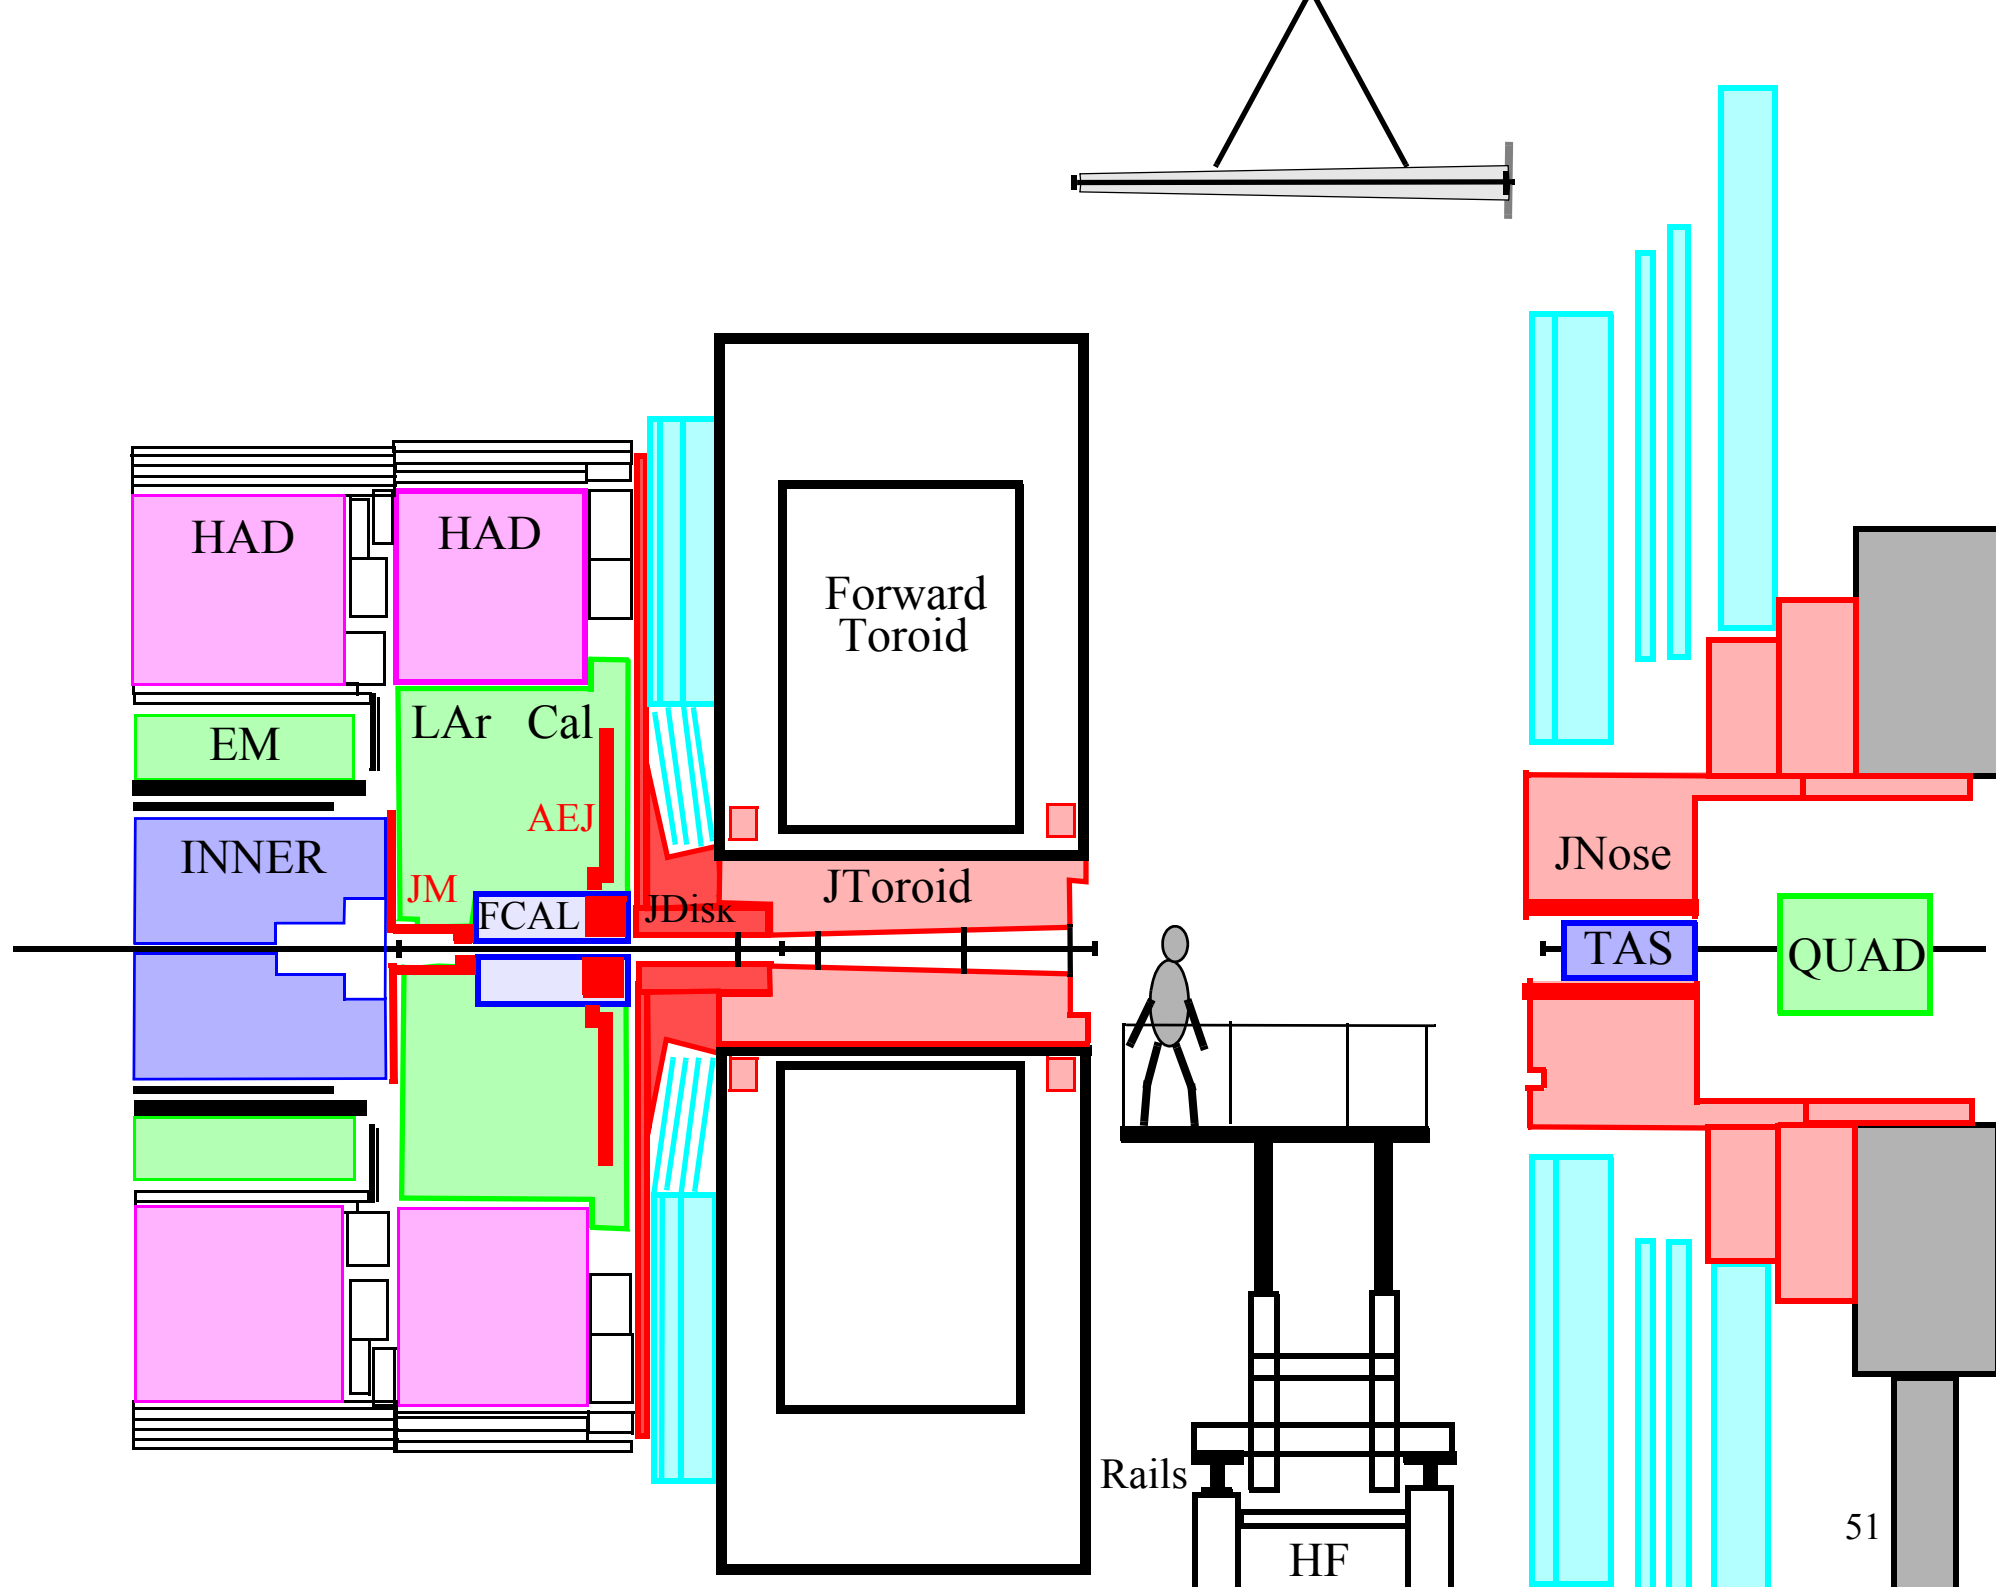 HAD
HAD
Forward
Toroid
LAr Cal
EM
AEJ
INNER
JM
FCAL
JDisk
JToroid
JNose
TAS
QUAD
Rails
HF
51